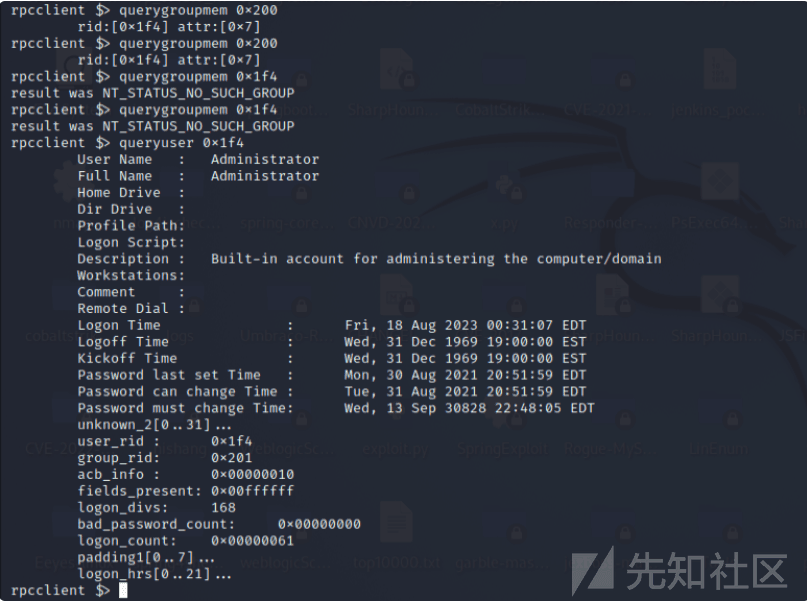 rpcclient $> querygroupmem 0×200
        rid:[0×1f4] attr:[0×7]
rpcclient $> querygroupmem 0×200
        rid:[0×1f4] attr:[0×7]
rpcclient $> querygroupmem 0×1f4
result was NT_STATUS_NO_SUCH_GROUP
rpcclient $> querygroupmem 0×1f4
result was NT_STATUS_NO_SUCH_GROUP
rpcclient $> queryuser 0×1f4
        User Name   :   Administrator
        Full Name   :   Administrator
        Home Drive  :
        Dir Drive   :
        Profile Path:
        Logon Script:
        Description :   Built-in account for administering the computer/domain
        Workstations:
        Comment     :
        Remote Dial :
        Logon Time               :      Fri, 18 Aug 2023 00:31:07 EDT
        Logoff Time              :      Wed, 31 Dec 1969 19:00:00 EST
        Kickoff Time             :      Wed, 31 Dec 1969 19:00:00 EST
        Password last set Time   :      Mon, 30 Aug 2021 20:51:59 EDT
        Password can change Time :      Tue, 31 Aug 2021 20:51:59 EDT
        Password must change Time:      Wed, 13 Sep 30828 22:48:05 EDT
        unknown_2[0..31]...
        user_rid :      0×1f4
        group_rid:      0×201
        acb_info :      0×00000010
        fields_present: 0×00ffffff
        logon_divs:     168
        bad_password_count:     0×00000000
        logon_count:    0×00000061
        padding1[0..7]...
        logon_hrs[0..21]...
rpcclient $>
先知社区